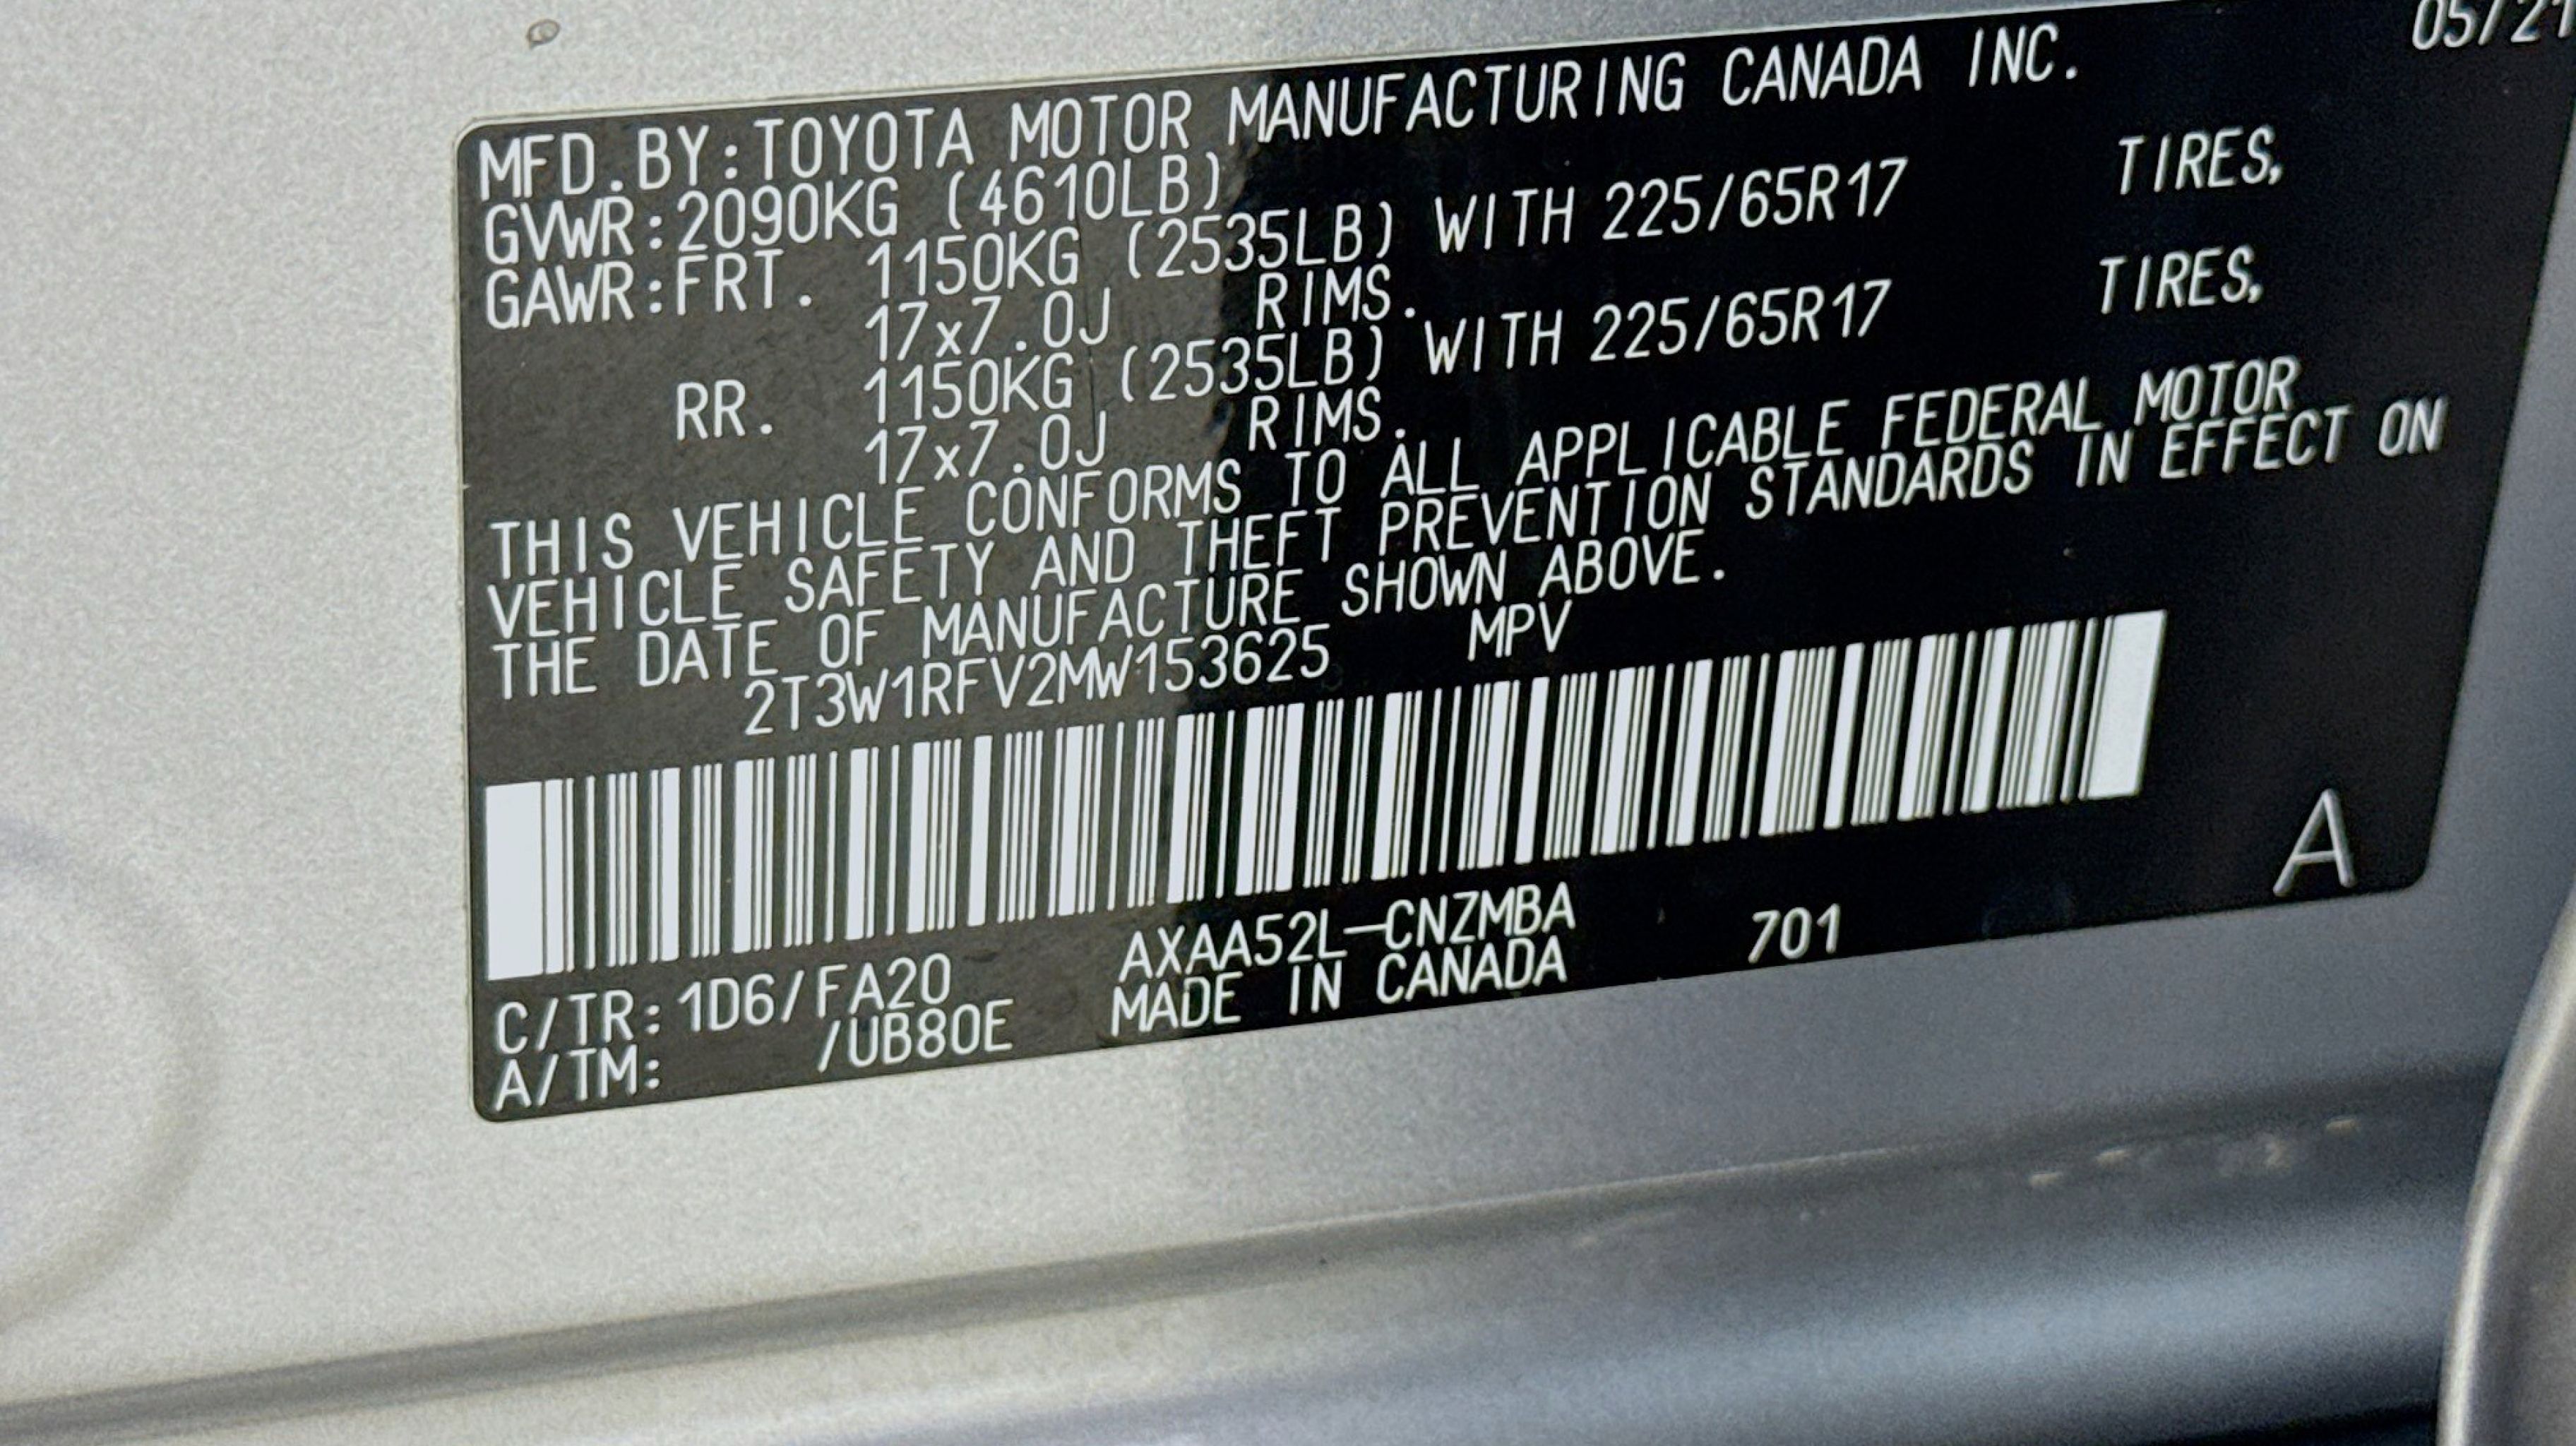 05/21
MFD.BY:TOYOTA MOTOR MANUFACTURING CANADA INC.
GVWR:2090KG (4610LB)
GAWR:FRT. 1150KG (2535LB) WITH 225/65R17 TIRES,
17x7.0J RIMS.
RR. 1150KG (2535LB) WITH 225/65R17 TIRES,
17x7.0J RIMS.
THIS VEHICLE CONFORMS TO ALL APPLICABLE FEDERAL MOTOR
VEHICLE SAFETY AND THEFT PREVENTION STANDARDS IN EFFECT ON
THE DATE OF MANUFACTURE SHOWN ABOVE.
2T3W1RFV2MW153625 MPV
C/TR:1D6/FA20 AXAA52L-CNZMBA 701 A
A/TM: /UB80E MADE IN CANADA